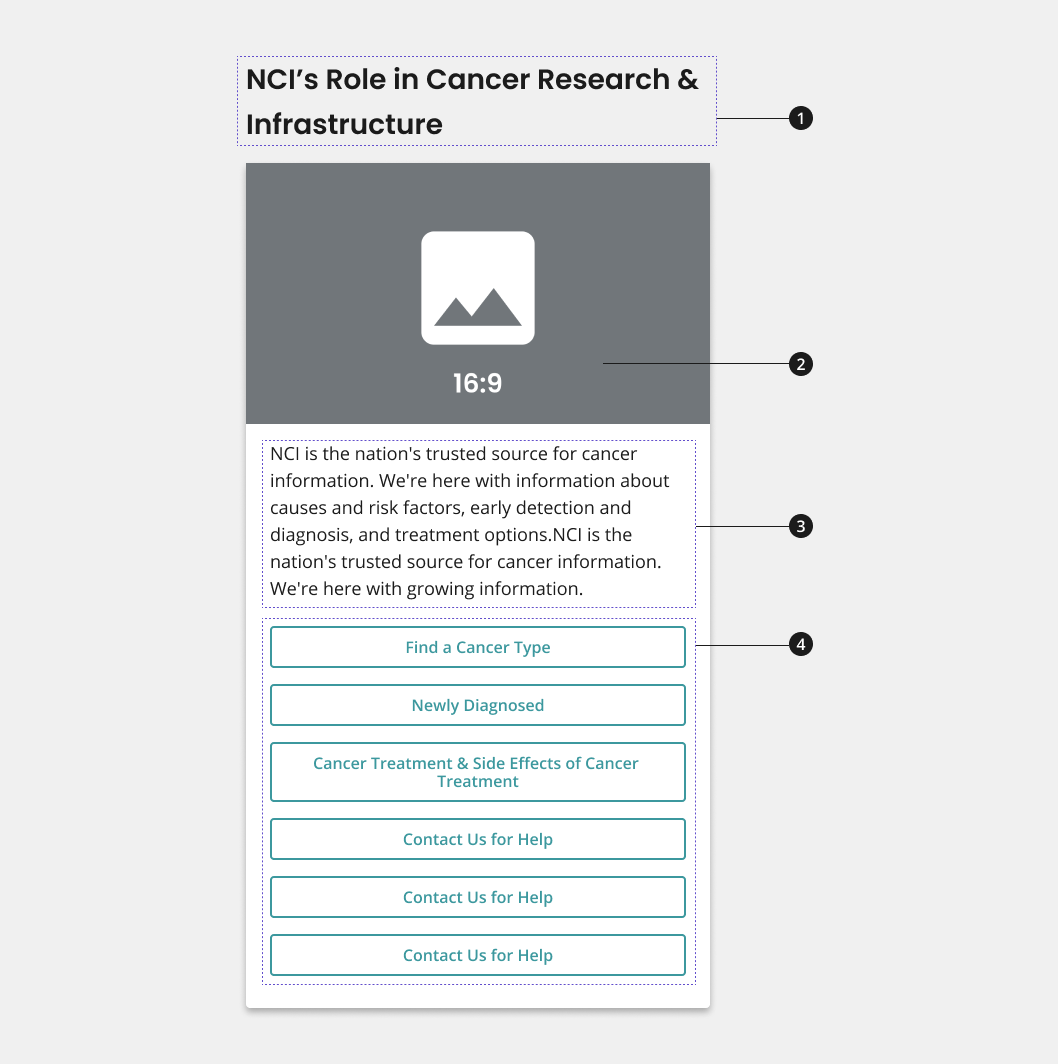 NCI’s Role in Cancer Research &
Infrastructure
1
16:9
2
NCI is the nation's trusted source for cancer
information. We're here with information about
causes and risk factors, early detection and
diagnosis, and treatment options.NCI is the
nation's trusted source for cancer information.
We're here with growing information.
3
Find a Cancer Type
4
Newly Diagnosed
Cancer Treatment & Side Effects of Cancer
Treatment
Contact Us for Help
Contact Us for Help
Contact Us for Help